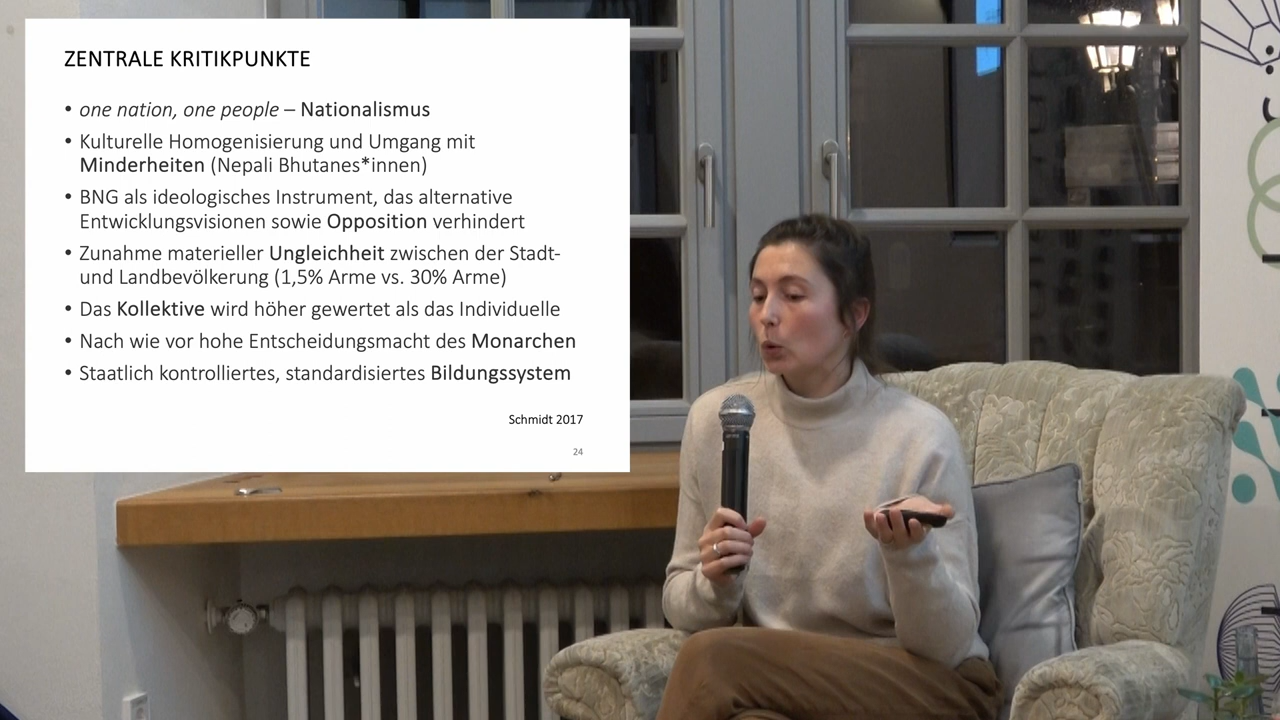 ZENTRALE KRITIKPUNKTE
• one nation, one people – Nationalismus
• Kulturelle Homogenisierung und Umgang mit
Minderheiten (Nepali Bhutanes*innen)
• BNG als ideologisches Instrument, das alternative
Entwicklungsvisionen sowie Opposition verhindert
• Zunahme materieller Ungleichheit zwischen der Stadt-
und Landbevölkerung (1,5% Arme vs. 30% Arme)
• Das Kollektive wird höher gewertet als das Individuelle
• Nach wie vor hohe Entscheidungsmacht des Monarchen
• Staatlich kontrolliertes, standardisiertes Bildungssystem
Schmidt 2017
24